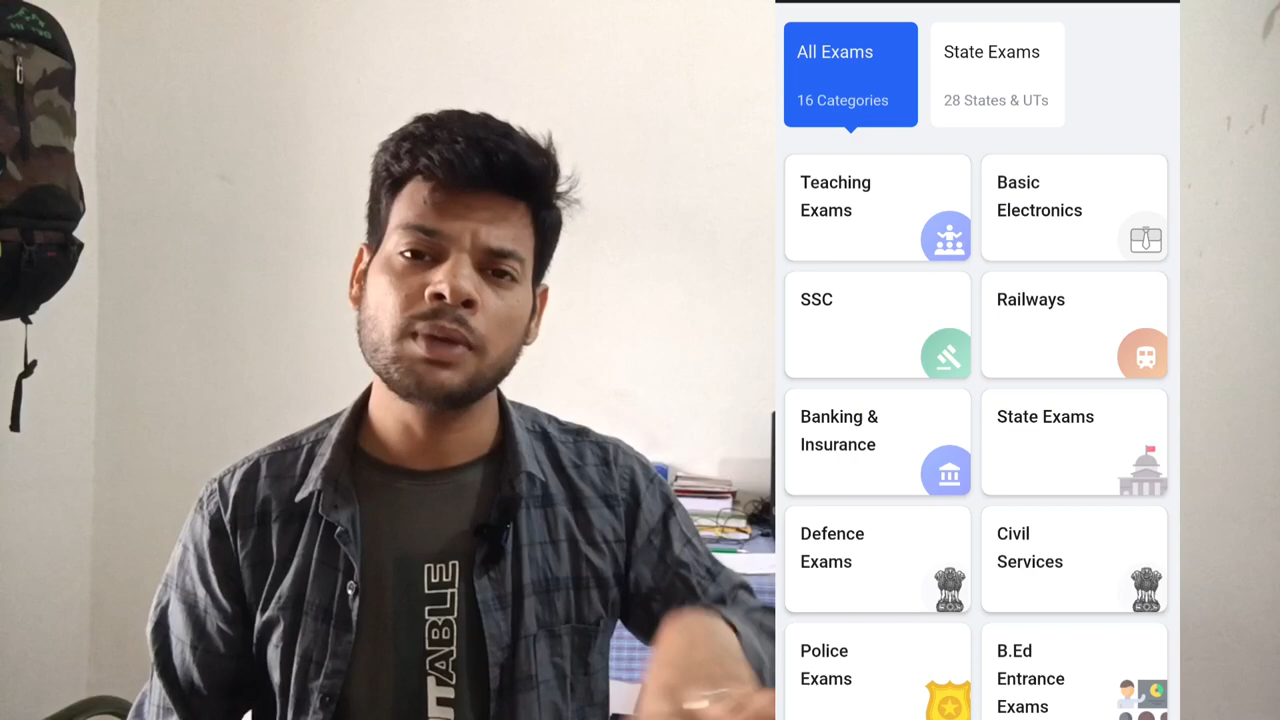 All Exams
16 Categories
State Exams
28 States & UTs
Teaching
Exams
Basic
Electronics
SSC
Railways
Banking &
Insurance
State Exams
Defence
Exams
Civil
Services
Police
Exams
B.Ed
Entrance
Exams